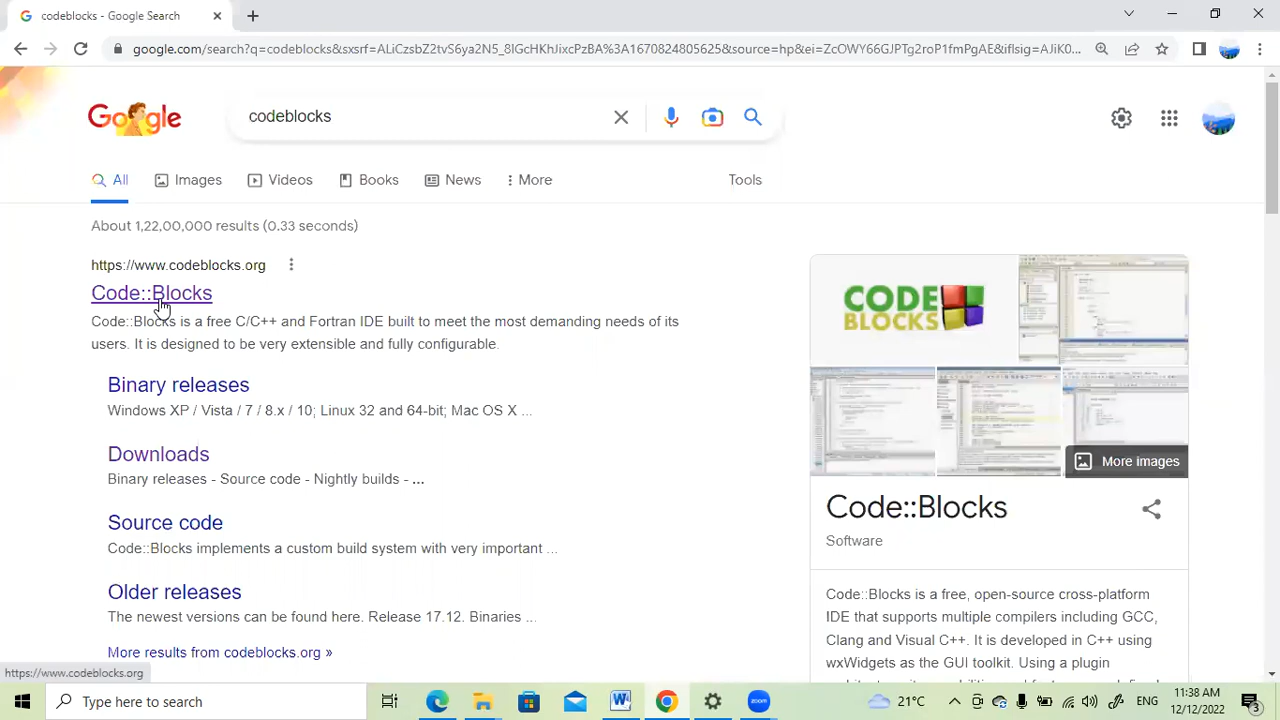 codeblocks - Google Search
google.com/search?q=codeblocks&sxsrf=ALiCzsbZ2tvS6ya2N5_8IGcHKhJixcPzBA%3A1670824805625&source=hp&ei=ZcOWY66GJPTg2roP1fmPgAE&iflsig=AJiK0...
Google
codeblocks
All Images Videos Books News More Tools
About 1,22,00,000 results (0.33 seconds)
https://www.codeblocks.org
Code::Blocks
Code::Blocks is a free C/C++ and Fortran IDE built to meet the most demanding needs of its
users. It is designed to be very extensible and fully configurable.
Binary releases
Windows XP / Vista / 7 / 8.x / 10; Linux 32 and 64-bit; Mac OS X ...
Downloads
Binary releases - Source code - Nightly builds - ...
Source code
Code::Blocks implements a custom build system with very important ...
Older releases
The newest versions can be found here. Release 17.12. Binaries ...
More results from codeblocks.org »
CODE
BLOCKS
More images
Code::Blocks
Software
Code::Blocks is a free, open-source cross-platform
IDE that supports multiple compilers including GCC,
Clang and Visual C++. It is developed in C++ using
wxWidgets as the GUI toolkit. Using a plugin
https://www.codeblocks.org
Type here to search
W
zoom
21°C
ENG
11:38 AM
12/12/2022
3